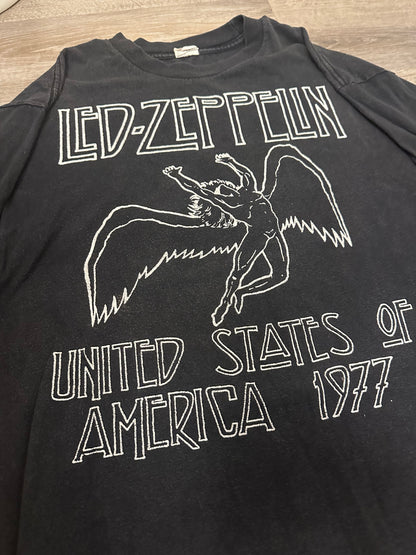 LED-ZEPPELIN
UNITED STATES OF
AMERICA 1977